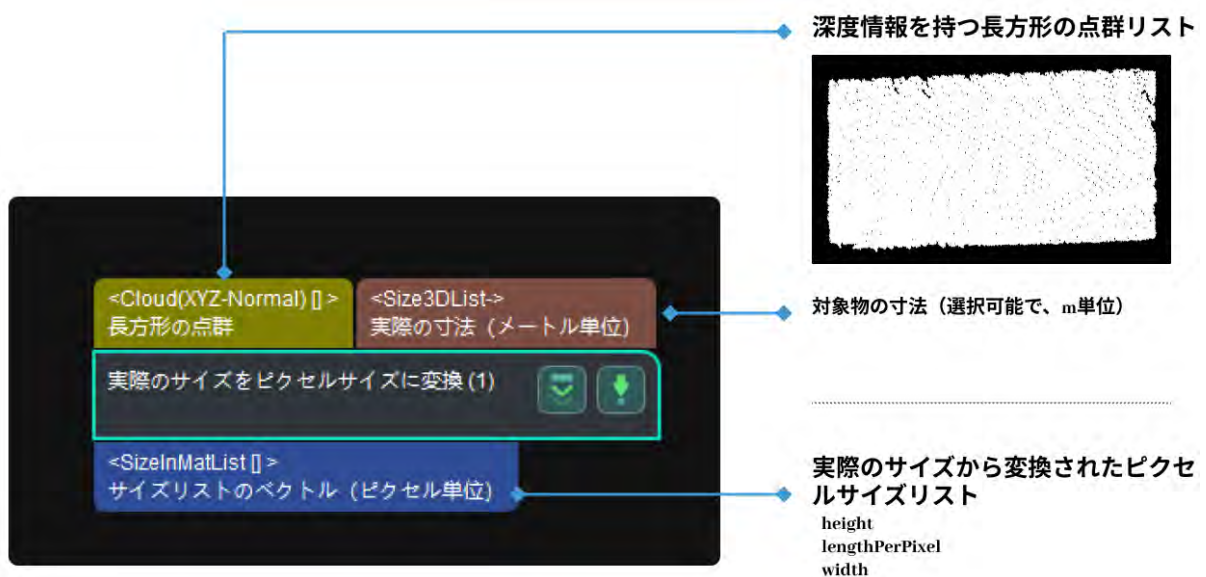 深度情報を持つ長方形の点群リスト
<Cloud(XYZ-Normal) [] >
長方形の点群
<Size3DList->
実際の寸法（メートル単位）
対象物の寸法（選択可能で、m単位）
実際のサイズをピクセルサイズに変換 (1)
<SizeInMatList [] >
サイズリストのベクトル（ピクセル単位）
実際のサイズから変換されたピクセ
ルサイズリスト
height
lengthPerPixel
width